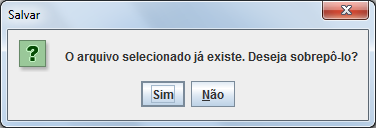 Salvar
O arquivo selecionado já existe. Deseja sobrepô-lo?
Sim
Não